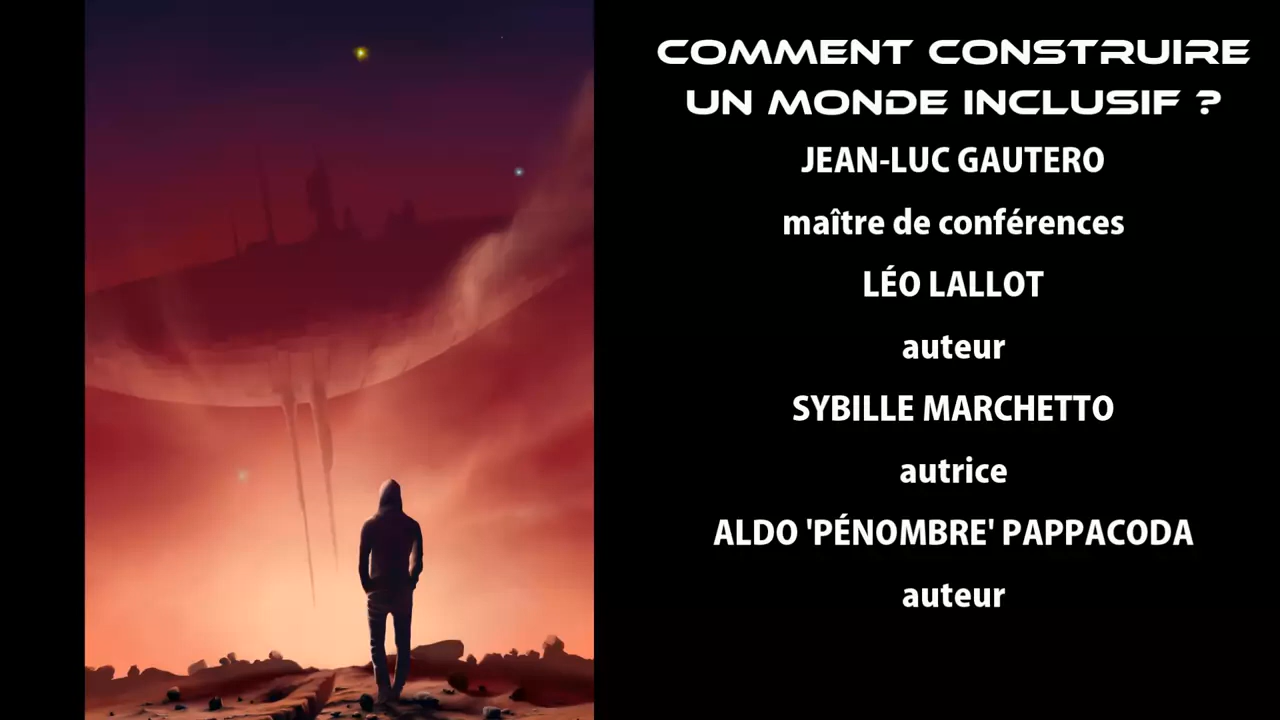 COMMENT CONSTRUIRE
UN MONDE INCLUSIF ?
JEAN-LUC GAUTERO
maître de conférences
LÉO LALLOT
auteur
SYBILLE MARCHETTO
autrice
ALDO 'PÉNOMBRE' PAPPACODA
auteur